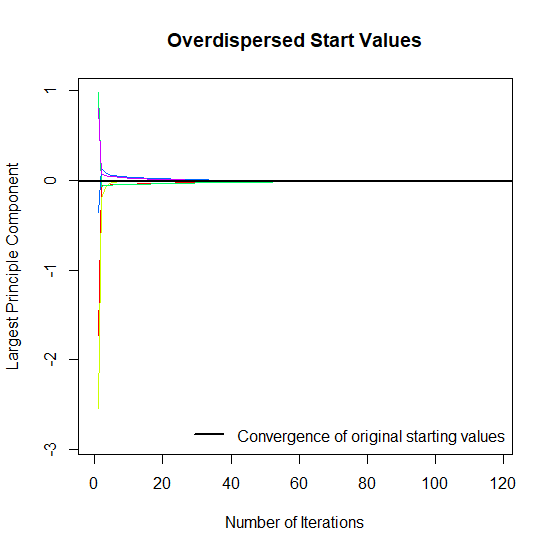 Overdispersed Start Values
Largest Principle Component
1
0
-1
-2
-3
Convergence of original starting values
0 20 40 60 80 100 120
Number of Iterations